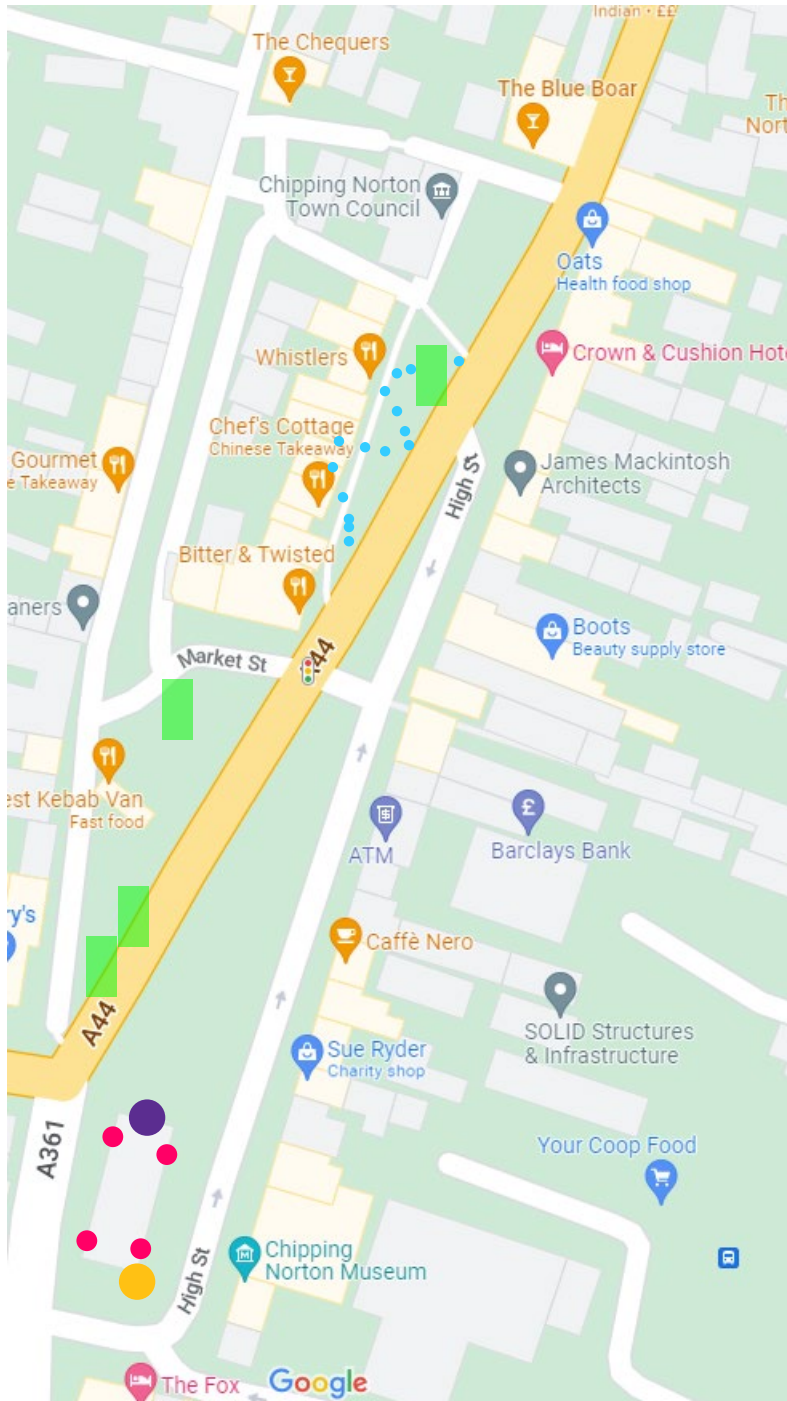 Indian • ££
The Chequers
The Blue Boar
Th
Nort
Chipping Norton
Town Council
Oats
Health food shop
Whistlers
Crown & Cushion Hote
Chef's Cottage
Chinese Takeaway
Gourmet
e Takeaway
James Mackintosh
Architects
High St
Bitter & Twisted
aners
Boots
Beauty supply store
Market St
A44
est Kebab Van
Fast food
ATM
Barclays Bank
ry's
Caffè Nero
A44
SOLID Structures
& Infrastructure
Sue Ryder
Charity shop
A361
Your Coop Food
Chipping
Norton Museum
High St
The Fox
Google